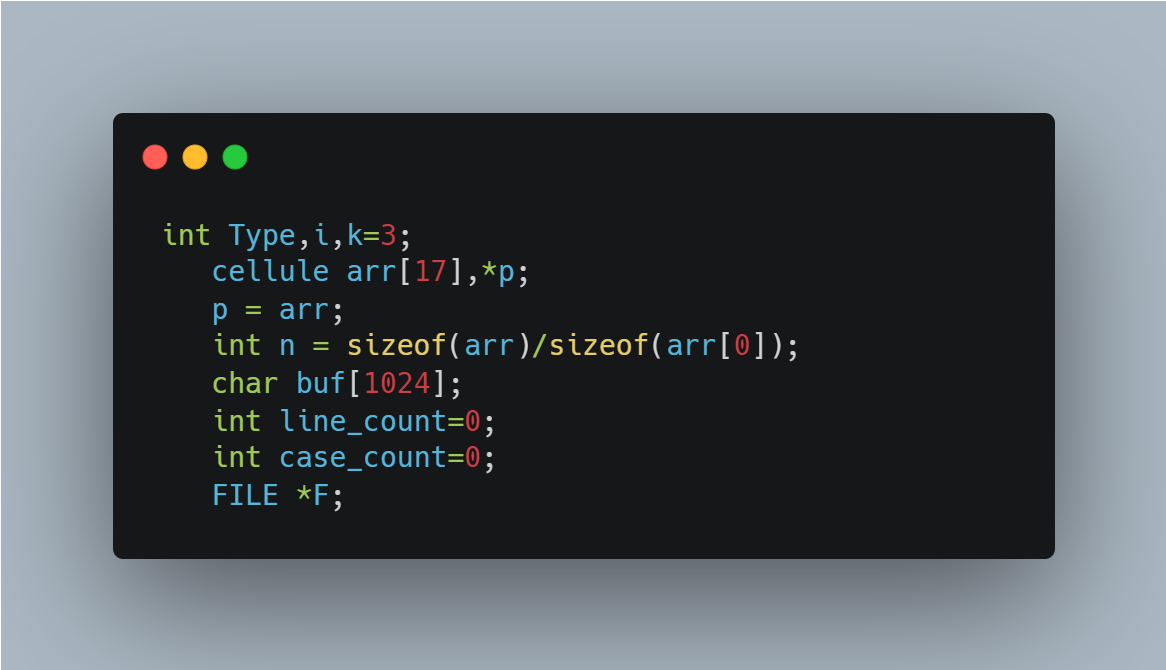 int Type,i,k=3;
cellule arr[17],*p;
p = arr;
int n = sizeof(arr)/sizeof(arr[0]);
char buf[1024];
int line_count=0;
int case_count=0;
FILE *F;